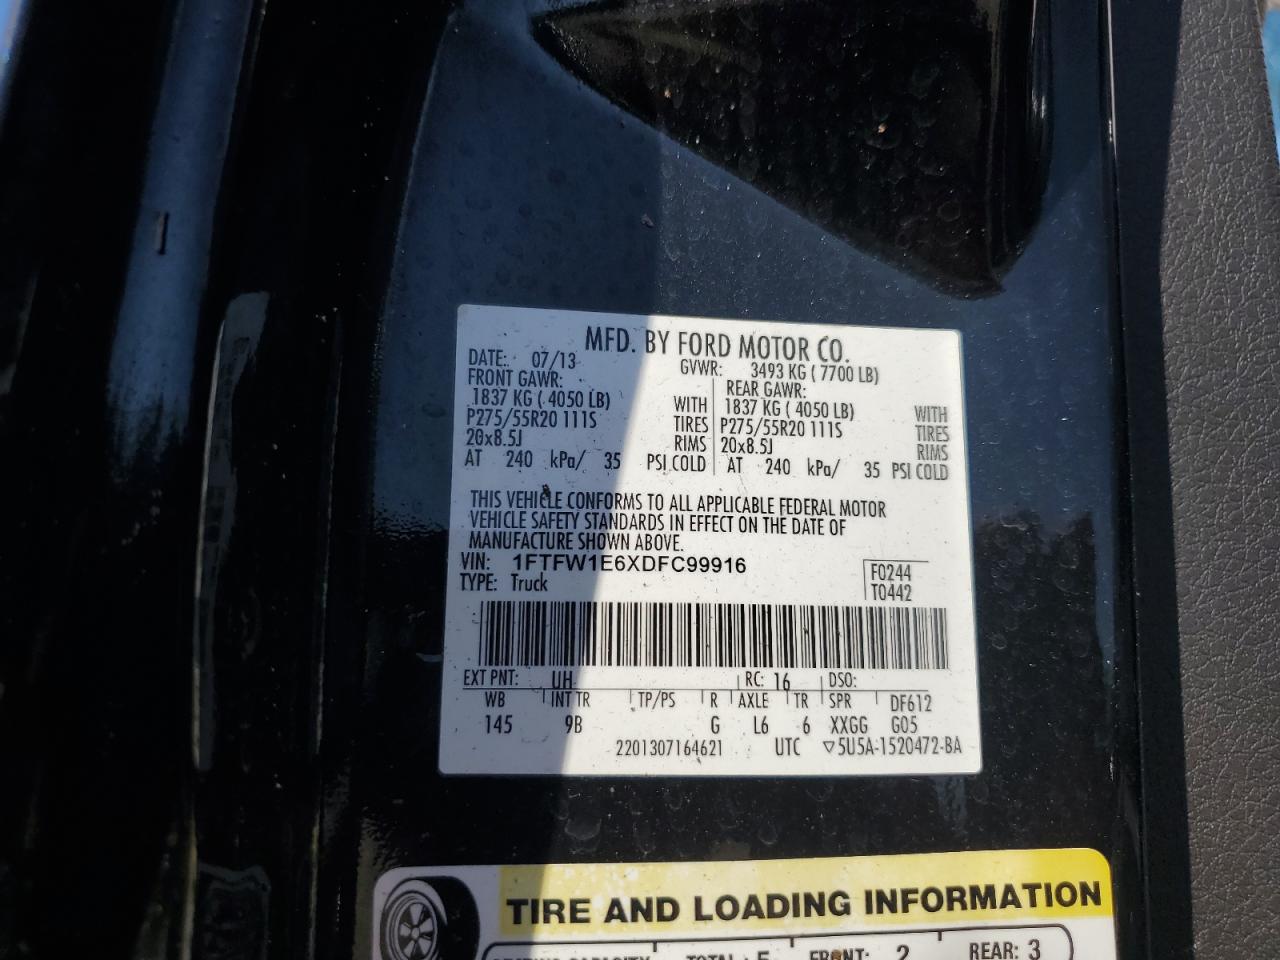 MFD. BY FORD MOTOR CO.
DATE: 07/13 GVWR: 3493 KG ( 7700 LB)
FRONT GAWR: REAR GAWR:
1837 KG ( 4050 LB) WITH 1837 KG ( 4050 LB) WITH
P275/55R20 111S TIRES P275/55R20 111S TIRES
20x8.5J RIMS 20x8.5J RIMS
AT 240 kPa/ 35 PSI COLD AT 240 kPa/ 35 PSI COLD
THIS VEHICLE CONFORMS TO ALL APPLICABLE FEDERAL MOTOR
VEHICLE SAFETY STANDARDS IN EFFECT ON THE DATE OF
MANUFACTURE SHOWN ABOVE.
VIN: 1FTFW1E6XDFC99916
TYPE: Truck
F0244
T0442
EXT PNT: UH RC: 16 DSO:
WB INT TR TP/PS R AXLE TR SPR DF612
145 9B G L6 6 XXGG G05
2201307164621 UTC ▽5U5A-1520472-BA
TIRE AND LOADING INFORMATION
SEATING CAPACITY TOTAL: 5 FRONT: 2 REAR: 3